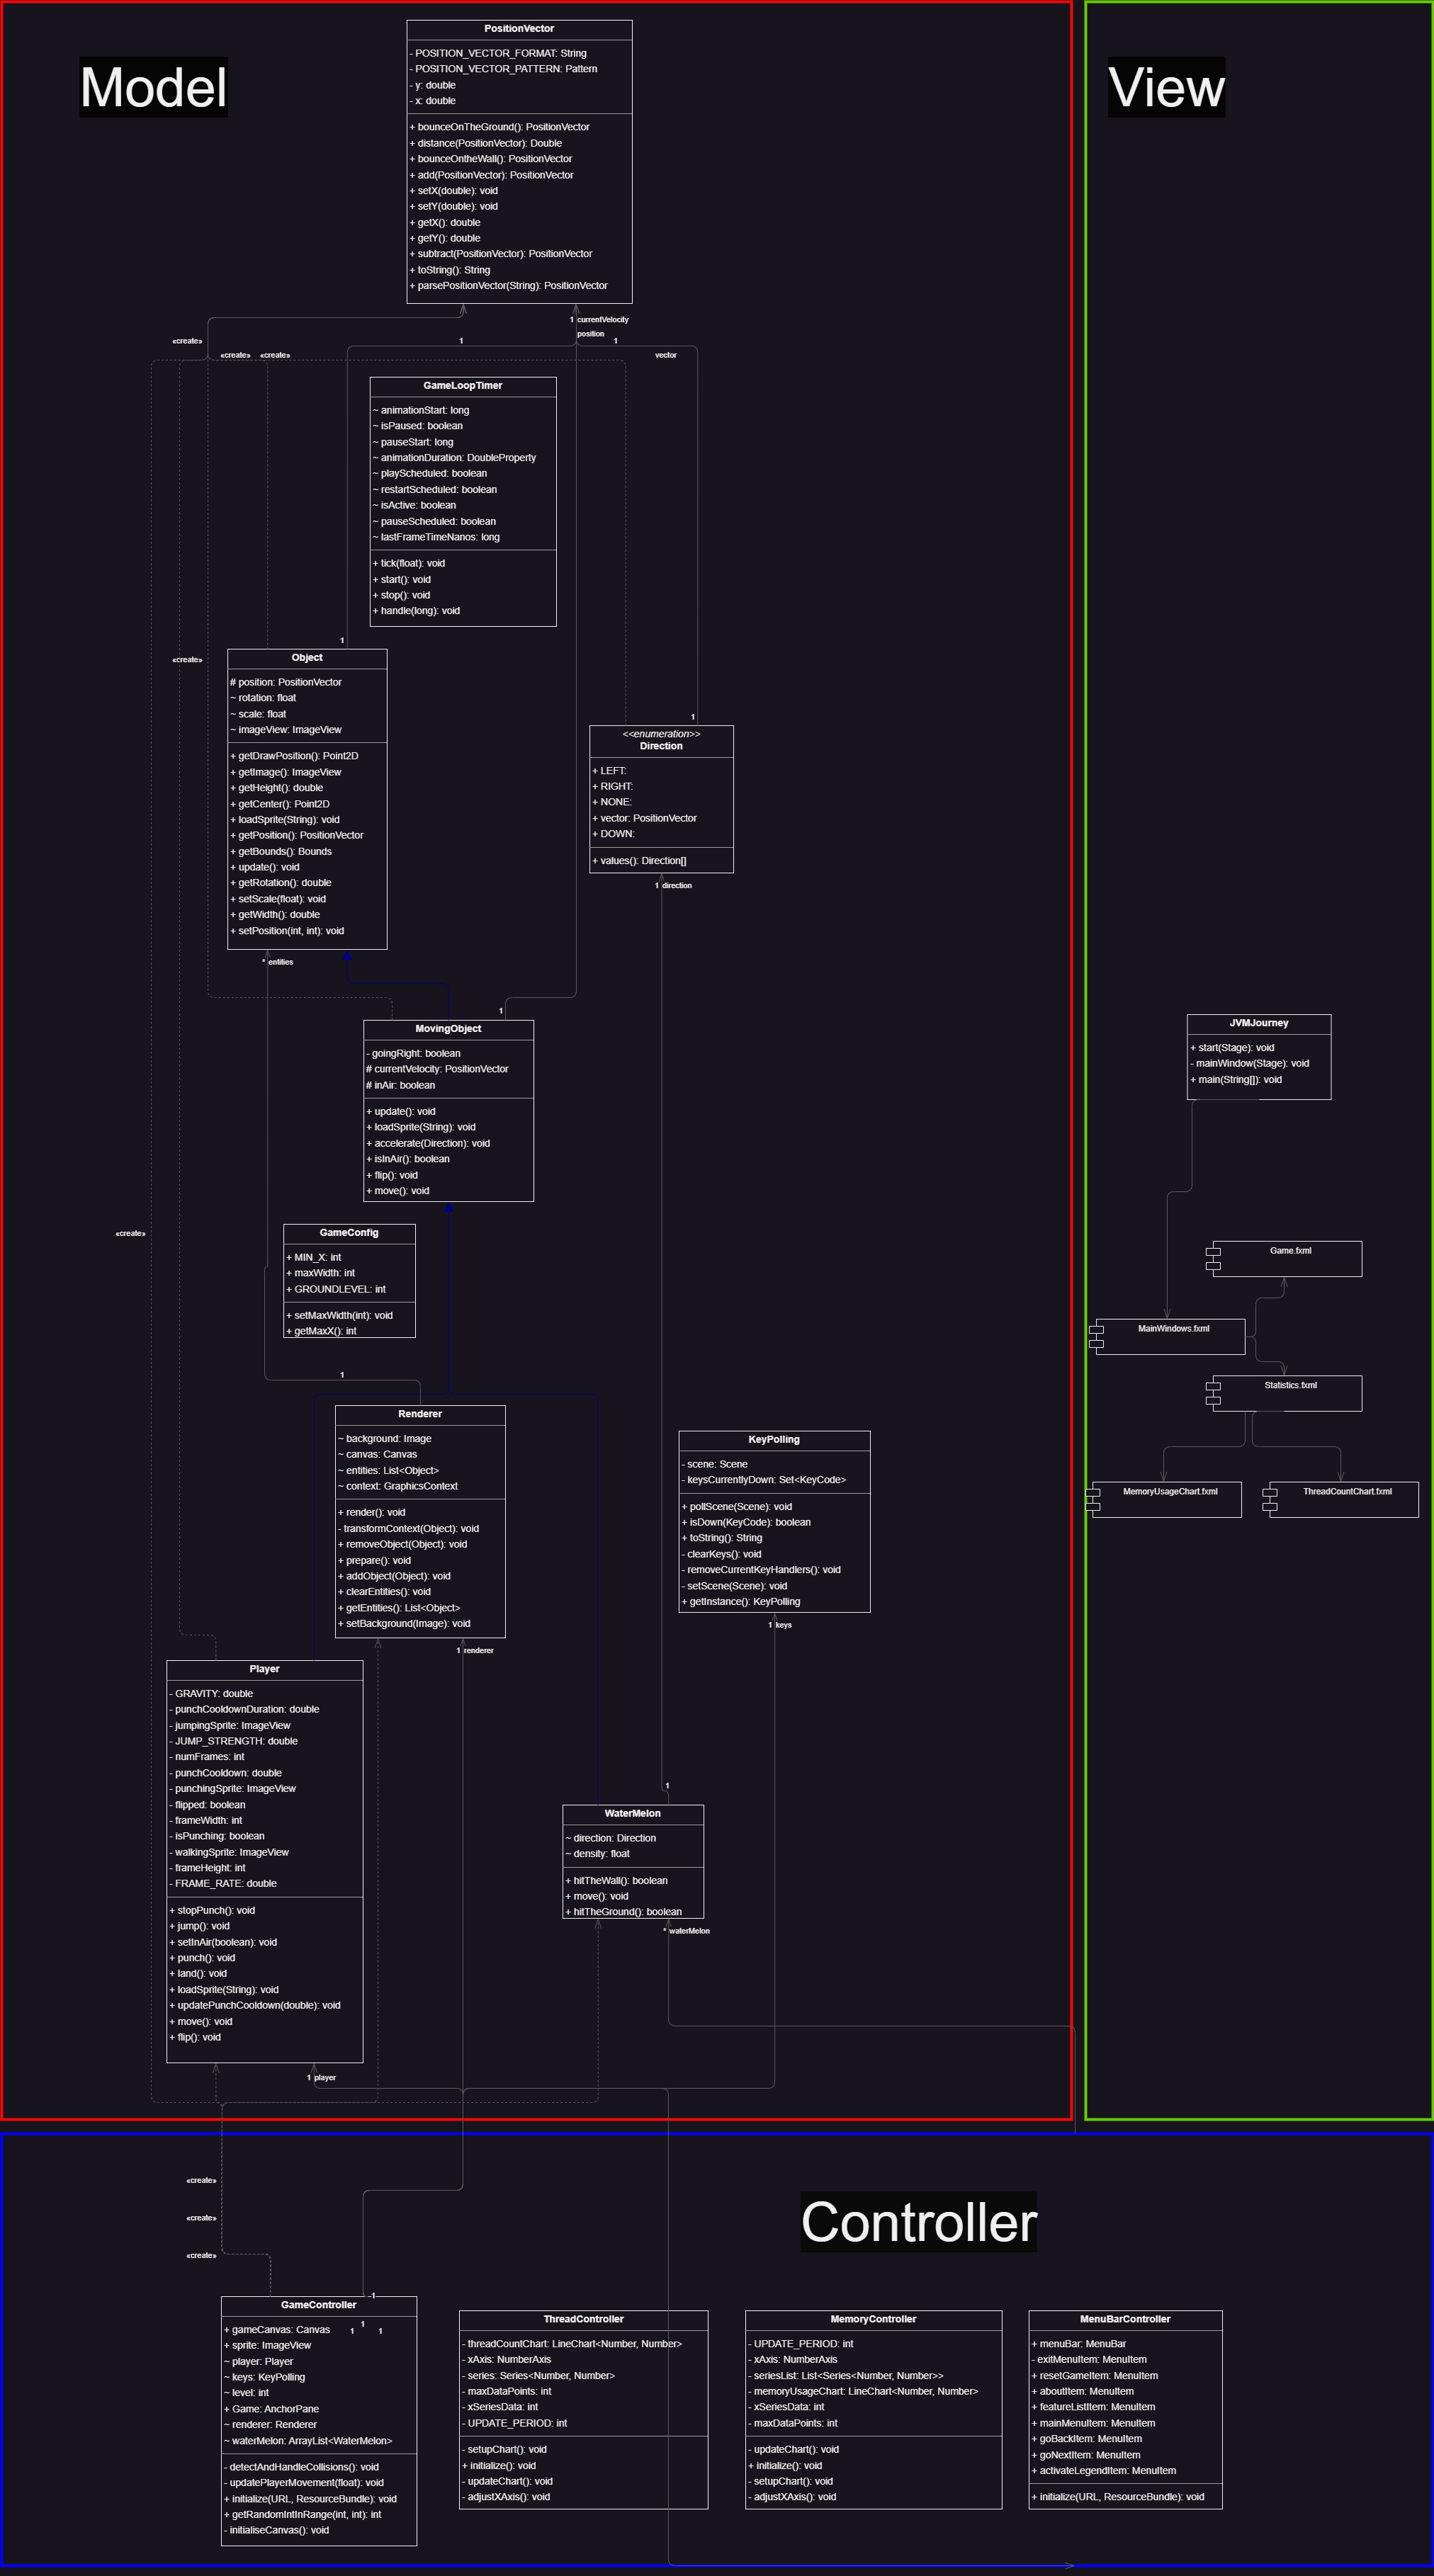 Model
View
PositionVector
- POSITION_VECTOR_FORMAT: String
- POSITION_VECTOR_PATTERN: Pattern
- y: double
- x: double
+ bounceOnTheGround(): PositionVector
+ distance(PositionVector): Double
+ bounceOntheWall(): PositionVector
+ add(PositionVector): PositionVector
+ setX(double): void
+ setY(double): void
+ getX(): double
+ getY(): double
+ subtract(PositionVector): PositionVector
+ toString(): String
+ parsePositionVector(String): PositionVector
1 currentVelocity
position
«create»
1
1
«create»
«create»
vector
GameLoopTimer
~ animationStart: long
~ isPaused: boolean
~ pauseStart: long
~ animationDuration: DoubleProperty
~ playScheduled: boolean
~ restartScheduled: boolean
~ isActive: boolean
~ pauseScheduled: boolean
~ lastFrameTimeNanos: long
+ tick(float): void
+ start(): void
+ stop(): void
+ handle(long): void
1
«create»
Object
# position: PositionVector
~ rotation: float
~ scale: float
~ imageView: ImageView
+ getDrawPosition(): Point2D
+ getImage(): ImageView
+ getHeight(): double
+ getCenter(): Point2D
+ loadSprite(String): void
+ getPosition(): PositionVector
+ getBounds(): Bounds
+ update(): void
+ getRotation(): double
+ setScale(float): void
+ getWidth(): double
+ setPosition(int, int): void
1
<<enumeration>>
Direction
+ LEFT:
+ RIGHT:
+ NONE:
+ vector: PositionVector
+ DOWN:
+ values(): Direction[]
1 direction
* entities
1
MovingObject
- goingRight: boolean
# currentVelocity: PositionVector
# inAir: boolean
+ update(): void
+ loadSprite(String): void
+ accelerate(Direction): void
+ isInAir(): boolean
+ flip(): void
+ move(): void
JVMJourney
+ start(Stage): void
- mainWindow(Stage): void
+ main(String[]): void
«create»
GameConfig
+ MIN_X: int
+ maxWidth: int
+ GROUNDLEVEL: int
+ setMaxWidth(int): void
+ getMaxX(): int
Game.fxml
MainWindows.fxml
Statistics.fxml
MemoryUsageChart.fxml
ThreadCountChart.fxml
1
Renderer
~ background: Image
~ canvas: Canvas
~ entities: List<Object>
~ context: GraphicsContext
+ render(): void
- transformContext(Object): void
+ removeObject(Object): void
+ prepare(): void
+ addObject(Object): void
+ clearEntities(): void
+ getEntities(): List<Object>
+ setBackground(Image): void
1 renderer
KeyPolling
- scene: Scene
- keysCurrentlyDown: Set<KeyCode>
+ pollScene(Scene): void
+ isDown(KeyCode): boolean
+ toString(): String
- clearKeys(): void
- removeCurrentKeyHandlers(): void
- setScene(Scene): void
+ getInstance(): KeyPolling
1 keys
Player
- GRAVITY: double
- punchCooldownDuration: double
- jumpingSprite: ImageView
- JUMP_STRENGTH: double
- numFrames: int
- punchCooldown: double
- punchingSprite: ImageView
- flipped: boolean
- frameWidth: int
- isPunching: boolean
- walkingSprite: ImageView
- frameHeight: int
- FRAME_RATE: double
+ stopPunch(): void
+ jump(): void
+ setInAir(boolean): void
+ punch(): void
+ land(): void
+ loadSprite(String): void
+ updatePunchCooldown(double): void
+ move(): void
+ flip(): void
1 player
1
WaterMelon
~ direction: Direction
~ density: float
+ hitTheWall(): boolean
+ move(): void
+ hitTheGround(): boolean
* waterMelon
«create»
«create»
«create»
Controller
1
GameController
+ gameCanvas: Canvas
+ sprite: ImageView
~ player: Player
~ keys: KeyPolling
~ level: int
+ Game: AnchorPane
~ renderer: Renderer
~ waterMelon: ArrayList<WaterMelon>
- detectAndHandleCollisions(): void
- updatePlayerMovement(float): void
+ initialize(URL, ResourceBundle): void
+ getRandomIntInRange(int, int): int
- initialiseCanvas(): void
1
1
1
ThreadController
- threadCountChart: LineChart<Number, Number>
- xAxis: NumberAxis
- series: Series<Number, Number>
- maxDataPoints: int
- xSeriesData: int
- UPDATE_PERIOD: int
- setupChart(): void
+ initialize(): void
- updateChart(): void
- adjustXAxis(): void
MemoryController
- UPDATE_PERIOD: int
- xAxis: NumberAxis
- seriesList: List<Series<Number, Number>>
- memoryUsageChart: LineChart<Number, Number>
- xSeriesData: int
- maxDataPoints: int
- updateChart(): void
+ initialize(): void
- setupChart(): void
- adjustXAxis(): void
MenuBarController
+ menuBar: MenuBar
- exitMenuItem: MenuItem
+ resetGameItem: MenuItem
+ aboutItem: MenuItem
+ featureListItem: MenuItem
+ mainMenuItem: MenuItem
+ goBackItem: MenuItem
+ goNextItem: MenuItem
+ activateLegendItem: MenuItem
+ initialize(URL, ResourceBundle): void